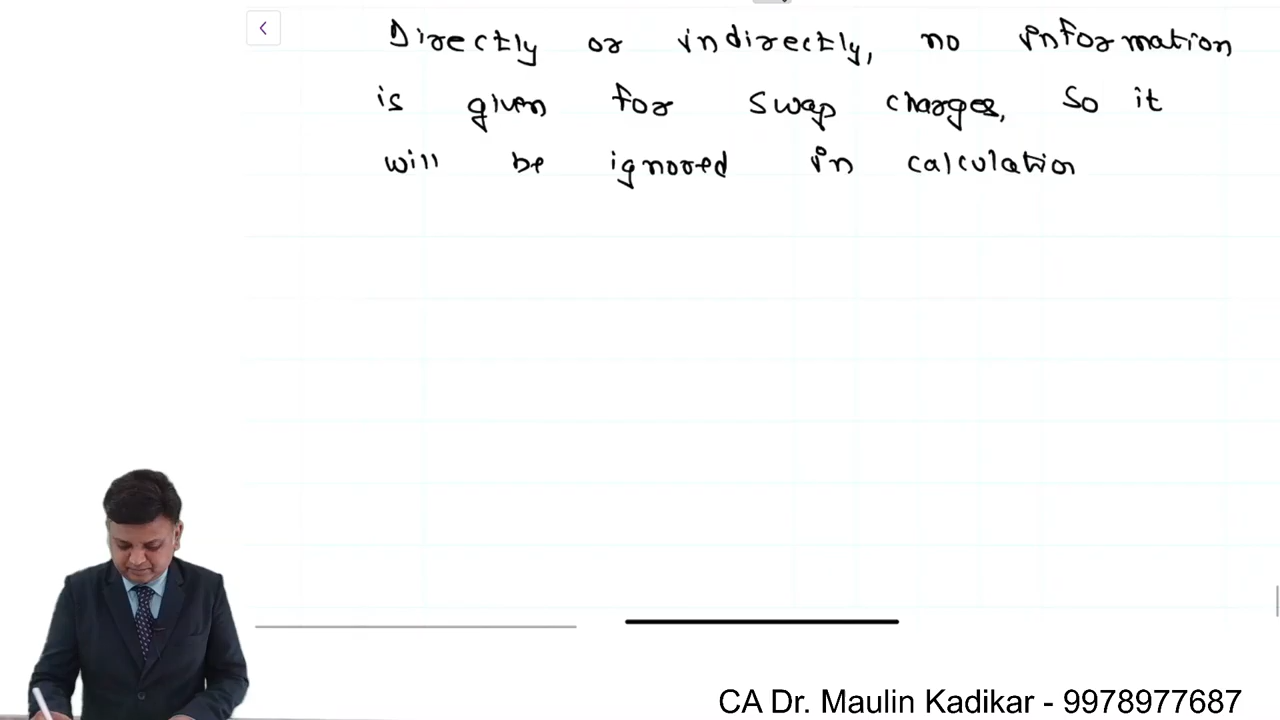 Directly or indirectly, no information
is given for swap charges, So it
will be ignored in calculation
CA Dr. Maulin Kadikar - 9978977687